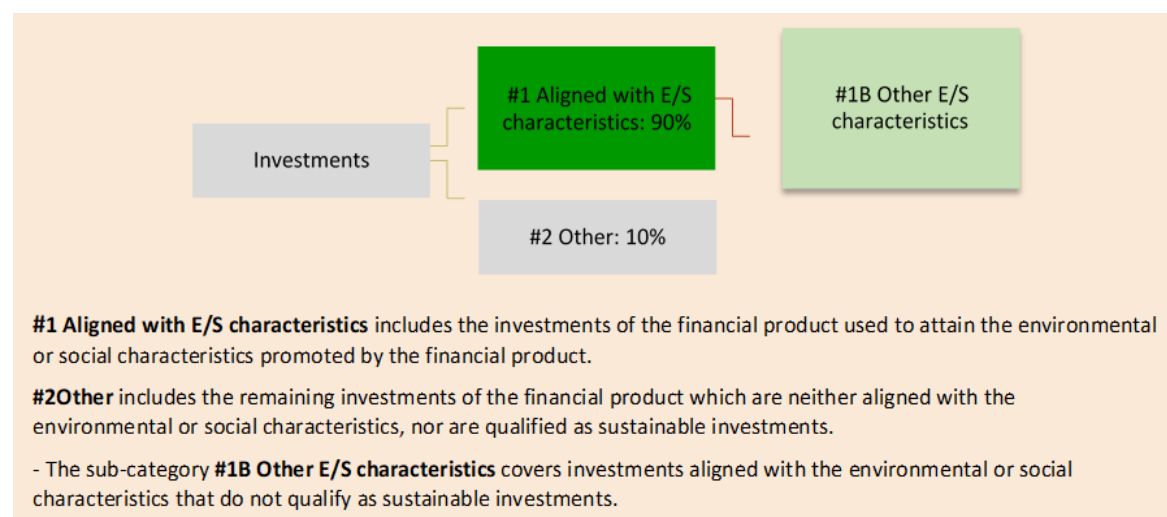 #1 Aligned with E/S
characteristics: 90%
#1B Other E/S
characteristics
Investments
#2 Other: 10%
#1 Aligned with E/S characteristics includes the investments of the financial product used to attain the environmental
or social characteristics promoted by the financial product.
#2Other includes the remaining investments of the financial product which are neither aligned with the
environmental or social characteristics, nor are qualified as sustainable investments.
- The sub-category #1B Other E/S characteristics covers investments aligned with the environmental or social
characteristics that do not qualify as sustainable investments.